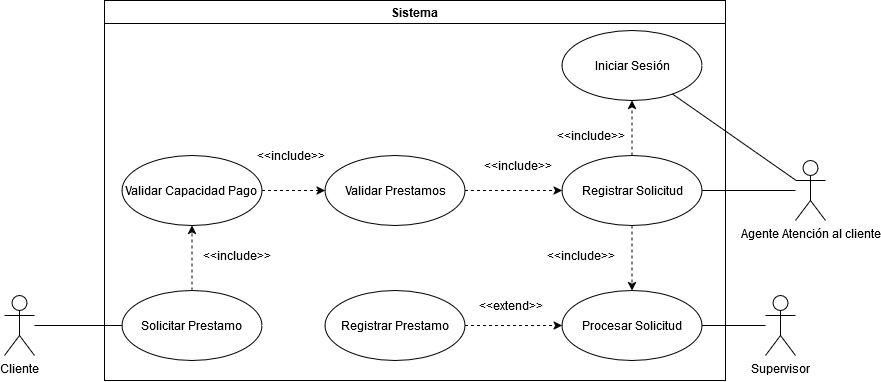 Sistema
Iniciar Sesión
<<include>>
<<include>>
<<include>>
Validar Capacidad Pago
Validar Prestamos
Registrar Solicitud
Agente Atención al cliente
<<include>>
<<include>>
<<extend>>
Solicitar Prestamo
Registrar Prestamo
Procesar Solicitud
Cliente
Supervisor